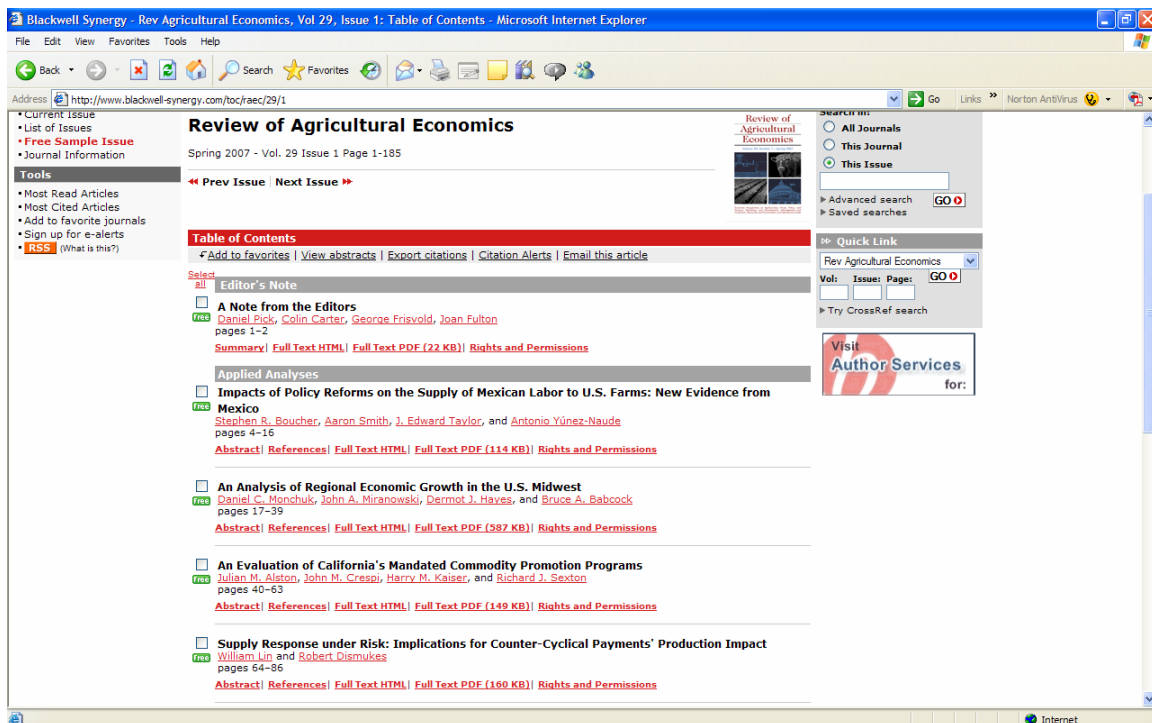 Blackwell Synergy - Rev Agricultural Economics, Vol 29, Issue 1: Table of Contents - Microsoft Internet Explorer
File Edit View Favorites Tools Help
Back Search Favorites
Address http://www.blackwell-synergy.com/toc/raec/29/1 Go Links » Norton AntiVirus
•Current Issue
•List of Issues
•Free Sample Issue
•Journal Information
Tools
•Most Read Articles
•Most Cited Articles
•Add to favorite journals
•Sign up for e-alerts
•RSS (What is this?)
Review of Agricultural Economics
Spring 2007 - Vol. 29 Issue 1 Page 1-185
Prev Issue | Next Issue
Review of
Agricultural
Economics
Table of Contents
Add to favorites | View abstracts | Export citations | Citation Alerts | Email this article
Select
all
Editor's Note
A Note from the Editors
Free Daniel Pick, Colin Carter, George Frisvold, Joan Fulton
pages 1–2
Summary| Full Text HTML| Full Text PDF (22 KB)| Rights and Permissions
Applied Analyses
Impacts of Policy Reforms on the Supply of Mexican Labor to U.S. Farms: New Evidence from
Free Mexico
Stephen R. Boucher, Aaron Smith, J. Edward Taylor, and Antonio Yúnez-Naude
pages 4–16
Abstract| References| Full Text HTML| Full Text PDF (114 KB)| Rights and Permissions
An Analysis of Regional Economic Growth in the U.S. Midwest
Free Daniel C. Monchuk, John A. Miranowski, Dermot J. Hayes, and Bruce A. Babcock
pages 17–39
Abstract| References| Full Text HTML| Full Text PDF (587 KB)| Rights and Permissions
An Evaluation of California's Mandated Commodity Promotion Programs
Free Julian M. Alston, John M. Crespi, Harry M. Kaiser, and Richard J. Sexton
pages 40–63
Abstract| References| Full Text HTML| Full Text PDF (149 KB)| Rights and Permissions
Supply Response under Risk: Implications for Counter-Cyclical Payments' Production Impact
Free William Lin and Robert Dismukes
pages 64–86
Abstract| References| Full Text HTML| Full Text PDF (160 KB)| Rights and Permissions
Search in:
All Journals
This Journal
This Issue
Advanced search GO
Saved searches
Quick Link
Rev Agricultural Economics
Vol: Issue: Page: GO
Try CrossRef search
Visit
Author Services
for:
Internet